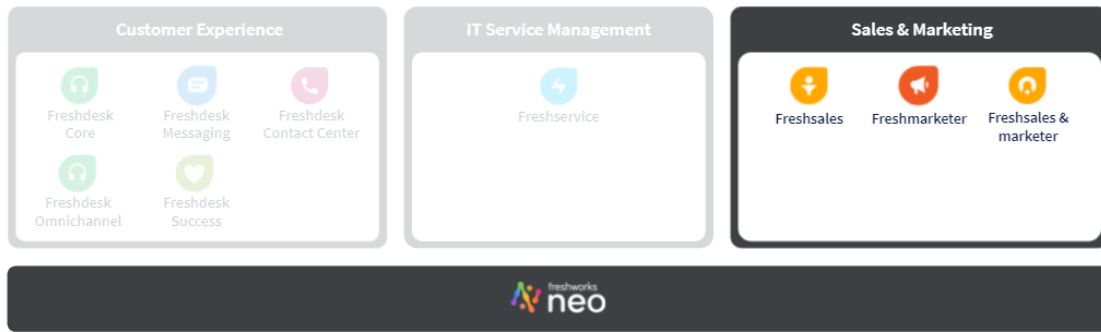 Customer Experience
Freshdesk
Core
Freshdesk
Messaging
Freshdesk
Contact Center
Freshdesk
Omnichannel
Freshdesk
Success
IT Service Management
Freshservice
Sales & Marketing
Freshsales
Freshmarketer
Freshsales &
marketer
freshworks
neo